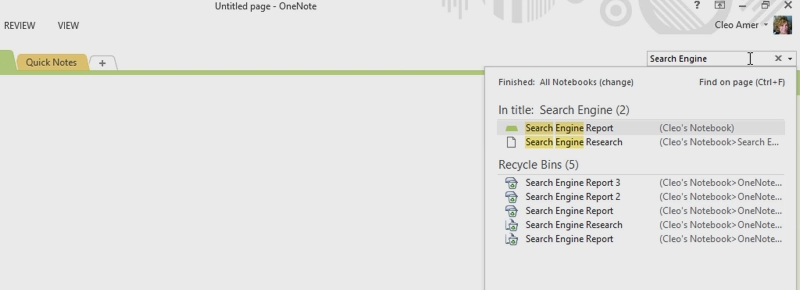 Untitled page - OneNote
?
REVIEW VIEW
Cleo Amer
Quick Notes
+
Search Engine
Finished: All Notebooks (change) Find on page (Ctrl+F)
In title: Search Engine (2)
Search Engine Report (Cleo's Notebook)
Search Engine Research (Cleo's Notebook>Search E...
Recycle Bins (5)
Search Engine Report 3 (Cleo's Notebook>OneNote...
Search Engine Report 2 (Cleo's Notebook>OneNote...
Search Engine Report (Cleo's Notebook>OneNote...
Search Engine Research (Cleo's Notebook>OneNote...
Search Engine Report (Cleo's Notebook>OneNote...